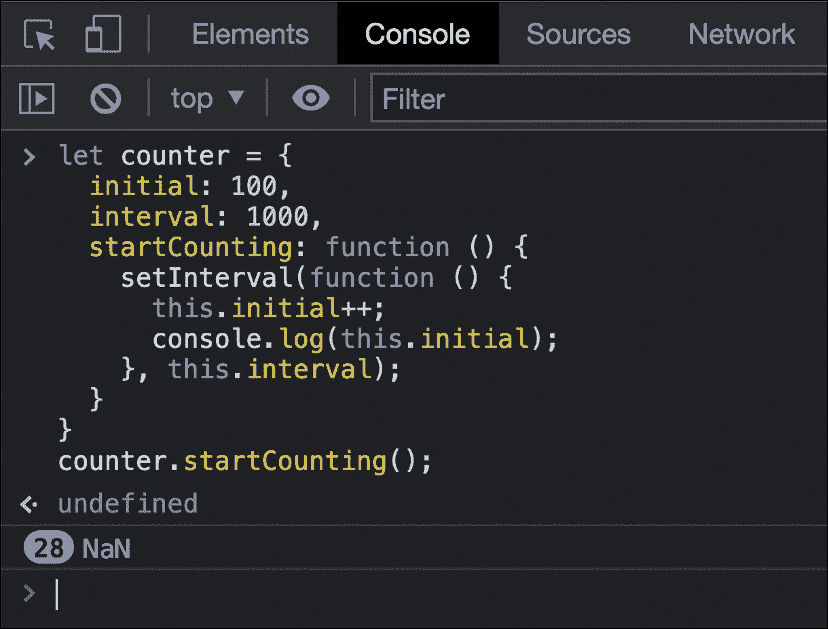 Elements Console Sources Network
top ▼ Filter
> let counter = {
  initial: 100,
  interval: 1000,
  startCounting: function () {
    setInterval(function () {
      this.initial++;
      console.log(this.initial);
    }, this.interval);
  }
}
counter.startCounting();
<· undefined
28 NaN
>